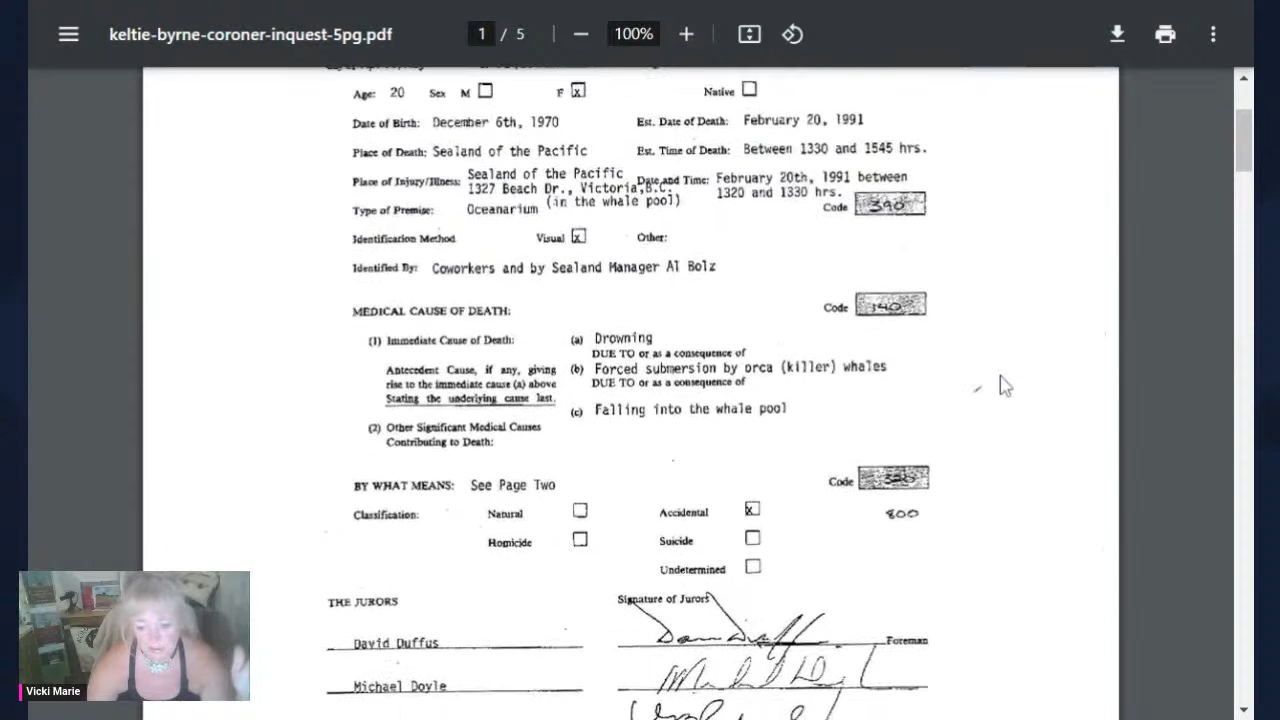 keltie-byrne-coroner-inquest-5pg.pdf 1 / 5 100%
Age: 20 Sex M F x Native
Date of Birth: December 6th, 1970 Est. Date of Death: February 20, 1991
Place of Death: Sealand of the Pacific Est. Time of Death: Between 1330 and 1545 hrs.
Place of Injury/Illness: Sealand of the Pacific Date and Time: February 20th, 1991 between
1327 Beach Dr., Victoria, B.C. 1320 and 1330 hrs.
Type of Premise: Oceanarium (in the whale pool) Code 390
Identification Method Visual x Other:
Identified By: Coworkers and by Sealand Manager Al Bolz
MEDICAL CAUSE OF DEATH: Code 140
(1) Immediate Cause of Death: (a) Drowning
DUE TO or as a consequence of
Antecedent Cause, if any, giving (b) Forced submersion by orca (killer) whales
rise to the immediate cause (a) above DUE TO or as a consequence of
Stating the underlying cause last. (c) Falling into the whale pool
(2) Other Significant Medical Causes
Contributing to Death:
BY WHAT MEANS: See Page Two Code
Classification: Natural Accidental x 800
Homicide Suicide
Undetermined
THE JURORS Signature of Jurors
David Duffus Foreman
Michael Doyle
Vicki Marie